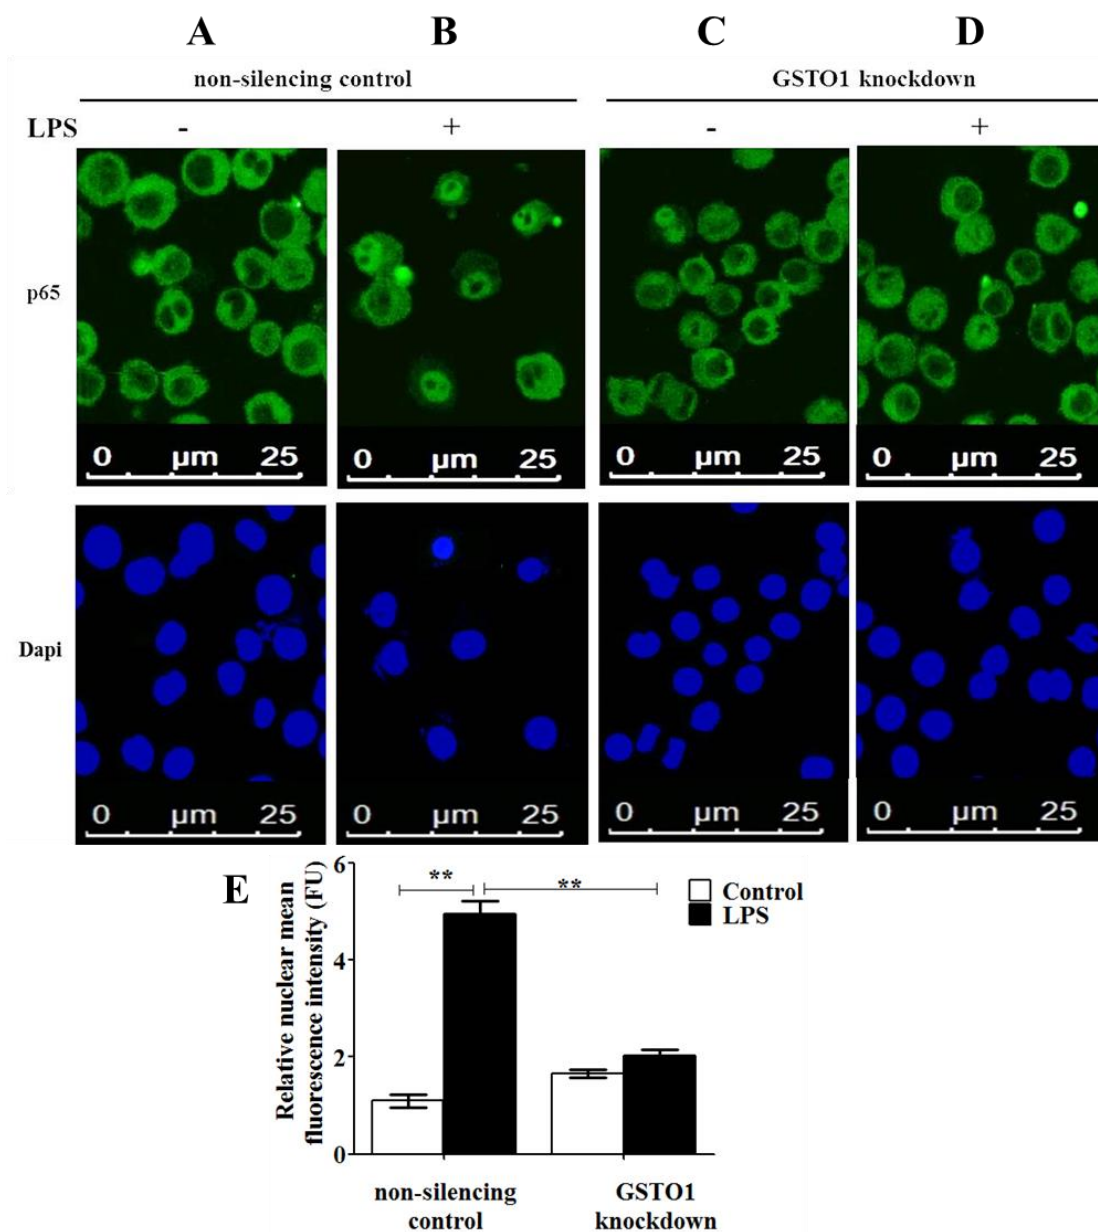 A B C D
non-silencing control GSTO1 knockdown
LPS - + - +
p65
0 µm 25 0 µm 25 0 µm 25 0 µm 25
Dapi
0 µm 25 0 µm 25 0 µm 25 0 µm 25
E
Relative nuclear mean
fluorescence intensity (FU)
6
4
2
0
** **
Control
LPS
non-silencing
control
GSTO1
knockdown